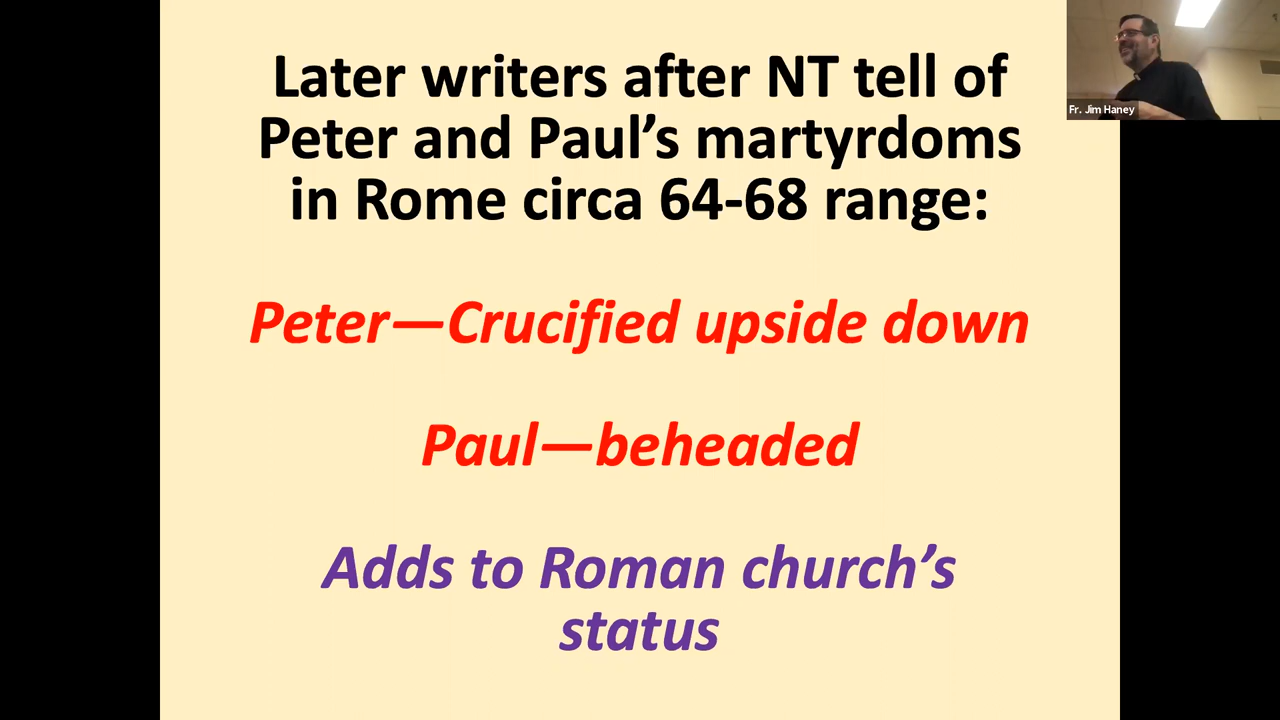 Later writers after NT tell of
Peter and Paul’s martyrdoms
in Rome circa 64-68 range:
Peter—Crucified upside down
Paul—beheaded
Adds to Roman church’s
status
Fr. Jim Haney